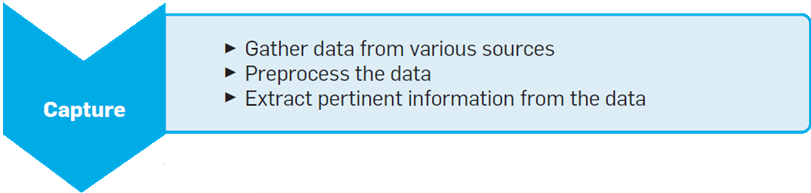 Capture
► Gather data from various sources
► Preprocess the data
► Extract pertinent information from the data